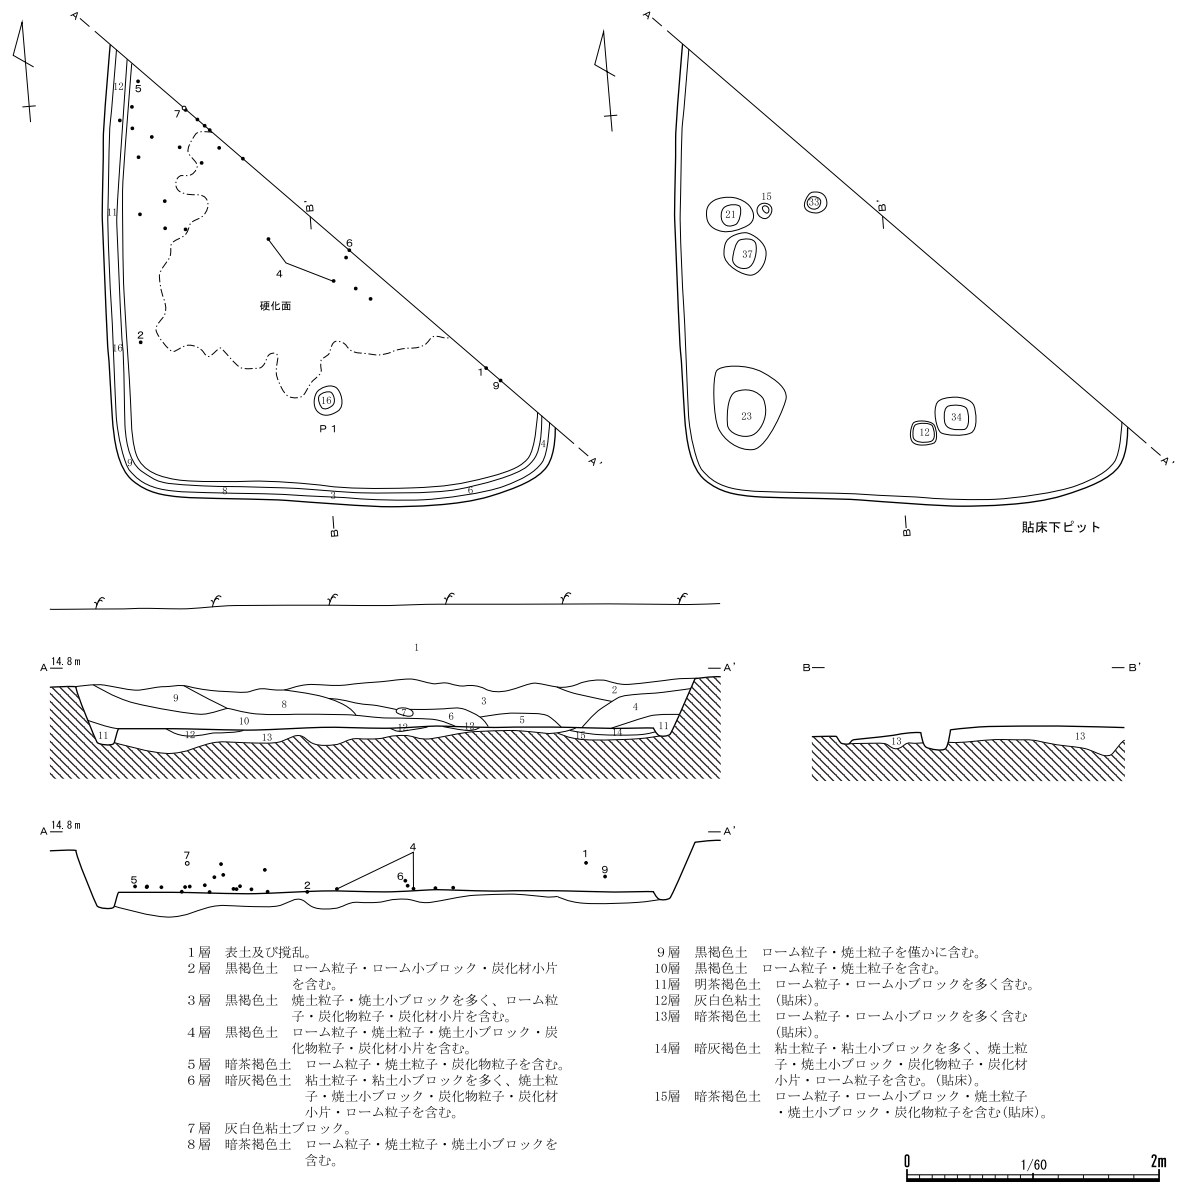 A
A
12
5
7
11
B'
6
4
硬化面
2
16
1
9
16
P 1
A'
4
9
8
3
6
B
15
21
33
B'
37
23
34
12
A'
B
貼床下ピット
1
A 14.8m
A'
B
B'
2
9
8
3
4
7
10
6
5
11
11
12
12
12
13
14
15
13
13
A 14.8m
A'
4
7
1
5
6
9
2
1層 表土及び撹乱。
2層 黒褐色土 ローム粒子・ローム小ブロック・炭化材小片
を含む。
3層 黒褐色土 焼土粒子・焼土小ブロックを多く、ローム粒
子・炭化物粒子・炭化材小片を含む。
4層 黒褐色土 ローム粒子・焼土粒子・焼土小ブロック・炭
化物粒子・炭化材小片を含む。
5層 暗茶褐色土 ローム粒子・焼土粒子・炭化物粒子を含む。
6層 暗灰褐色土 粘土粒子・粘土小ブロックを多く、焼土粒
子・焼土小ブロック・炭化物粒子・炭化材
小片・ローム粒子を含む。
7層 灰白色粘土ブロック。
8層 暗茶褐色土 ローム粒子・焼土粒子・焼土小ブロックを
含む。
9層 黒褐色土 ローム粒子・焼土粒子を僅かに含む。
10層 黒褐色土 ローム粒子・焼土粒子を含む。
11層 明茶褐色土 ローム粒子・ローム小ブロックを多く含む。
12層 灰白色粘土 （貼床）。
13層 暗茶褐色土 ローム粒子・ローム小ブロックを多く含む
（貼床）。
14層 暗灰褐色土 粘土粒子・粘土小ブロックを多く、焼土粒
子・焼土小ブロック・炭化物粒子・炭化材
小片・ローム粒子を含む。（貼床）。
15層 暗茶褐色土 ローム粒子・ローム小ブロック・焼土粒子
・焼土小ブロック・炭化物粒子を含む（貼床）。
0
1/60
2m